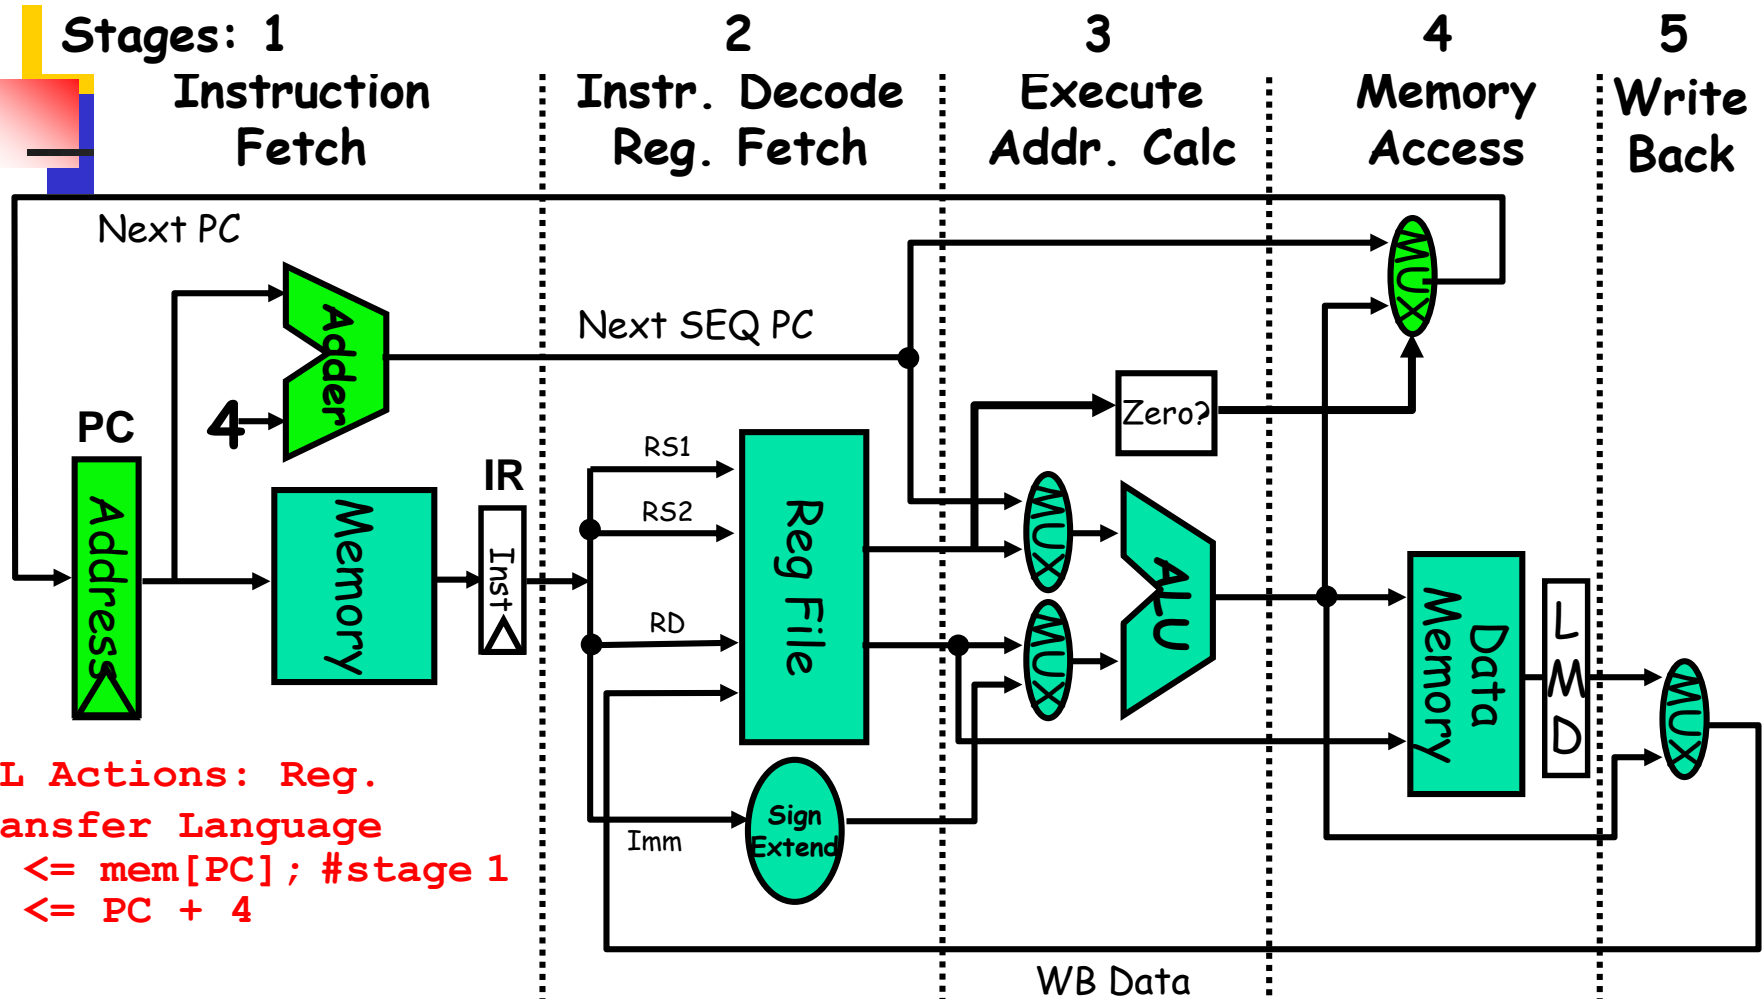 Stages: 1 2 3 4 5
Instruction Fetch
Instr. Decode Reg. Fetch
Execute Addr. Calc
Memory Access
Write Back
Next PC
Adder
4
PC
Address
Memory
IR
Inst
Next SEQ PC
RS1
RS2
RD
Imm
Reg File
Sign
Extend
Zero?
MUX
MUX
ALU
MUX
Data
Memory
L
M
D
MUX
WB Data
L Actions: Reg.
ansfer Language
<= mem[PC]; #stage 1
<= PC + 4